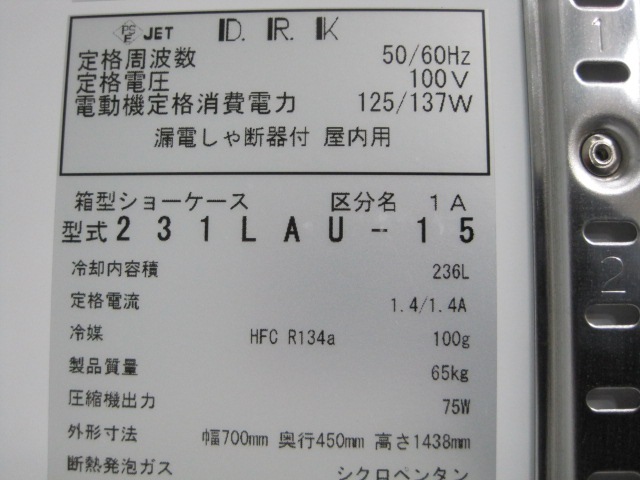 PS E JET D. R. K
定格周波数 50/60Hz
定格電圧 100V
電動機定格消費電力 125/137W
漏電しゃ断器付 屋内用
箱型ショーケース 区分名 1A
型式 231LAU-15
冷却内容積 236L
定格電流 1.4/1.4A
冷媒 HFC R134a 100g
製品質量 65kg
圧縮機出力 75W
外形寸法 幅700mm 奥行450mm 高さ1438mm
断熱発泡ガス シクロペンタン
1
2